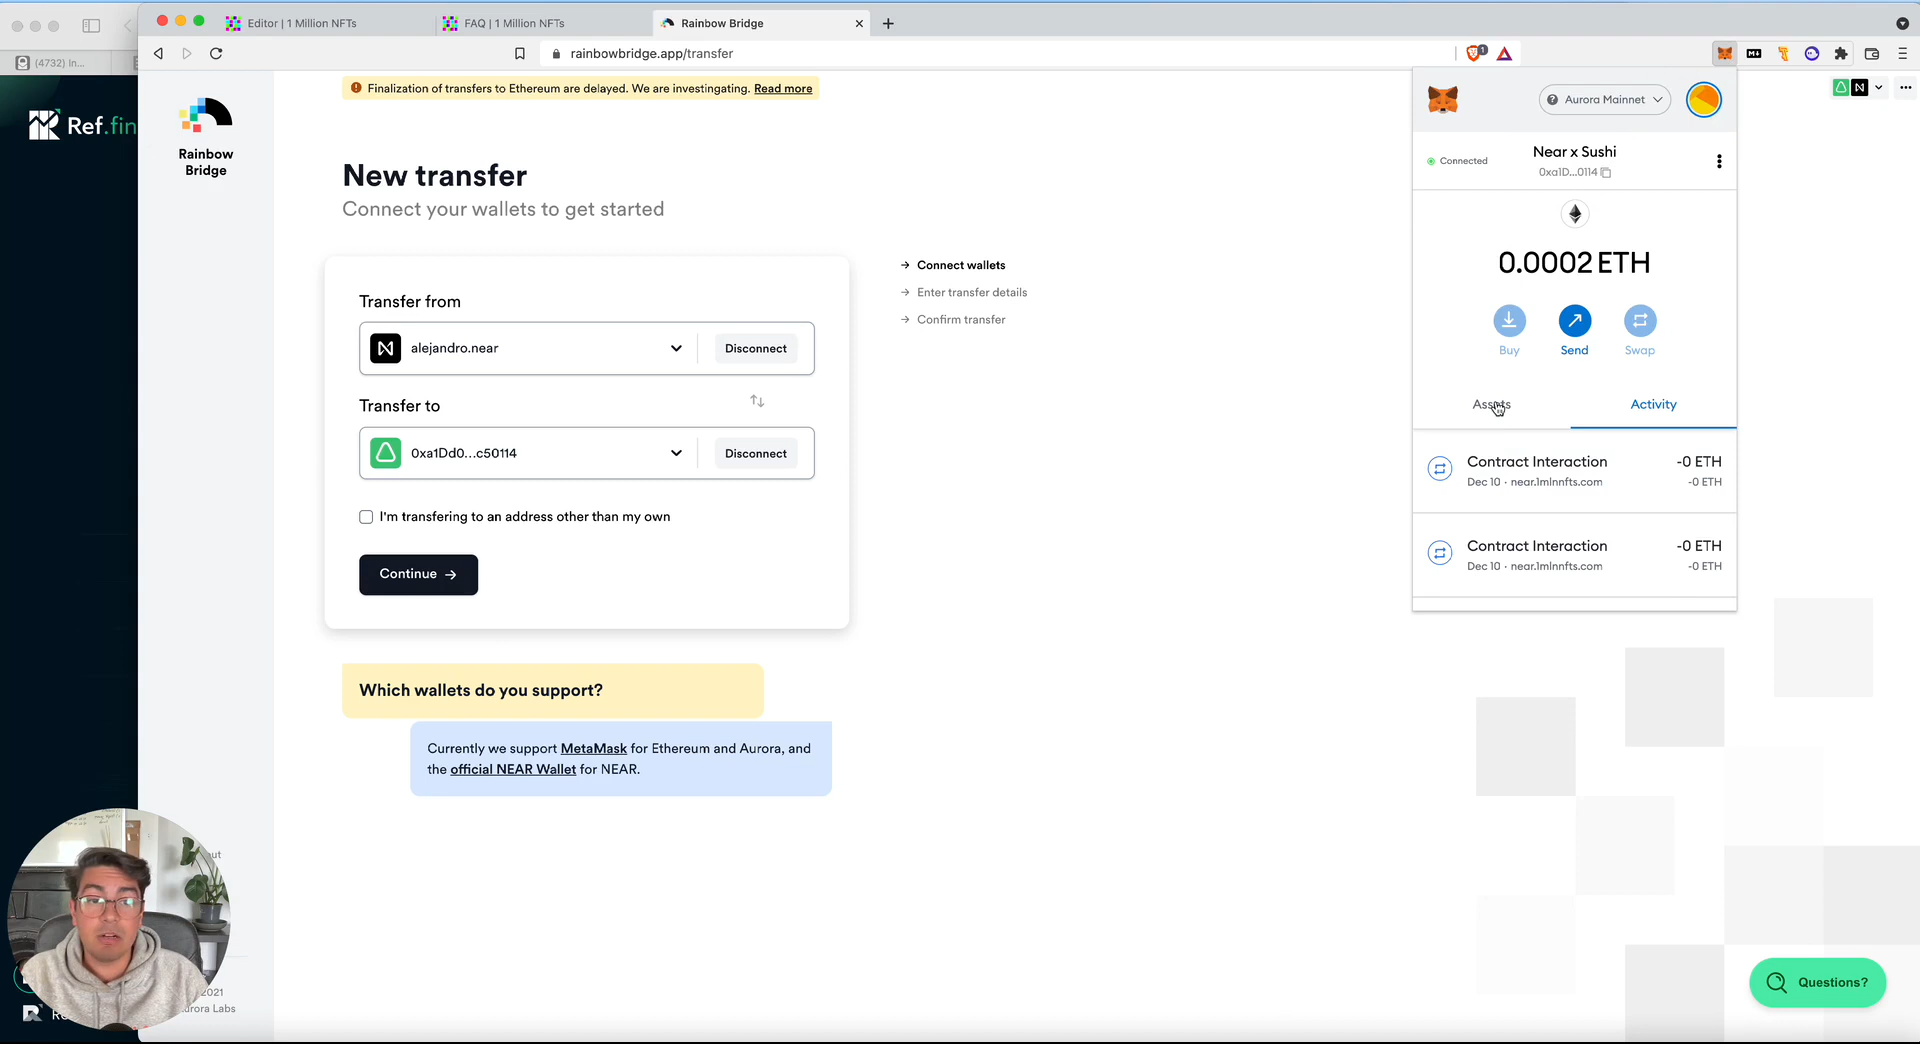 Editor | 1 Million NFTs
FAQ | 1 Million NFTs
Rainbow Bridge
(4732) In...
rainbowbridge.app/transfer
1
Ref.fin
Rainbow
Bridge
Finalization of transfers to Ethereum are delayed. We are investingating. Read more
New transfer
Connect your wallets to get started
Transfer from
alejandro.near
Disconnect
Transfer to
0xa1Dd0...c50114
Disconnect
I'm transfering to an address other than my own
Continue
Connect wallets
Enter transfer details
Confirm transfer
Which wallets do you support?
Currently we support MetaMask for Ethereum and Aurora, and
the official NEAR Wallet for NEAR.
Aurora Mainnet
Connected
Near x Sushi
0xa1D...0114
0.0002 ETH
Buy
Send
Swap
Assets
Activity
Contract Interaction
-0 ETH
Dec 10 · near.1mlnnfts.com
-0 ETH
Contract Interaction
-0 ETH
Dec 10 · near.1mlnnfts.com
-0 ETH
2021
Labs
Questions?